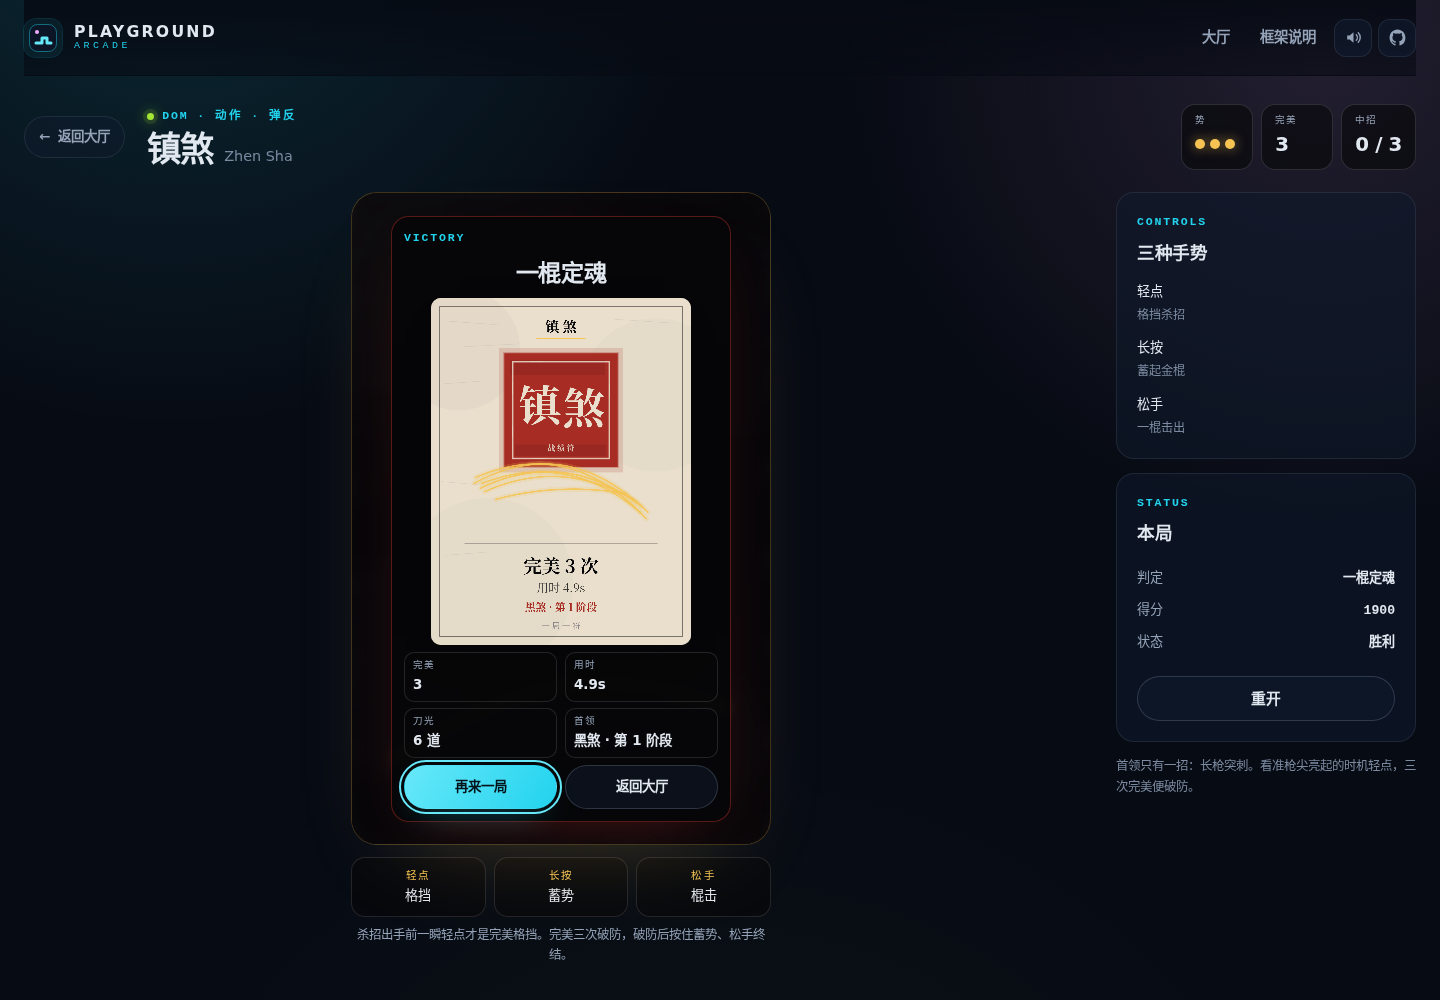 PLAYGROUND
ARCADE
大厅
框架说明
← 返回大厅
DOM · 动作 · 弹反
镇煞 Zhen Sha
势
完美
3
中招
0 / 3
VICTORY
一棍定魂
镇煞
镇煞
战绩符
完美 3 次
用时 4.9s
黑煞 · 第 1 阶段
一局一符
完美
3
用时
4.9s
刀光
6 道
首领
黑煞 · 第 1 阶段
再来一局
返回大厅
轻点
格挡
长按
蓄势
松手
棍击
杀招出手前一瞬轻点才是完美格挡。完美三次破防，破防后按住蓄势、松手终
结。
CONTROLS
三种手势
轻点
格挡杀招
长按
蓄起金棍
松手
一棍击出
STATUS
本局
判定
一棍定魂
得分
1900
状态
胜利
重开
首领只有一招：长枪突刺。看准枪尖亮起的时机轻点，三
次完美便破防。